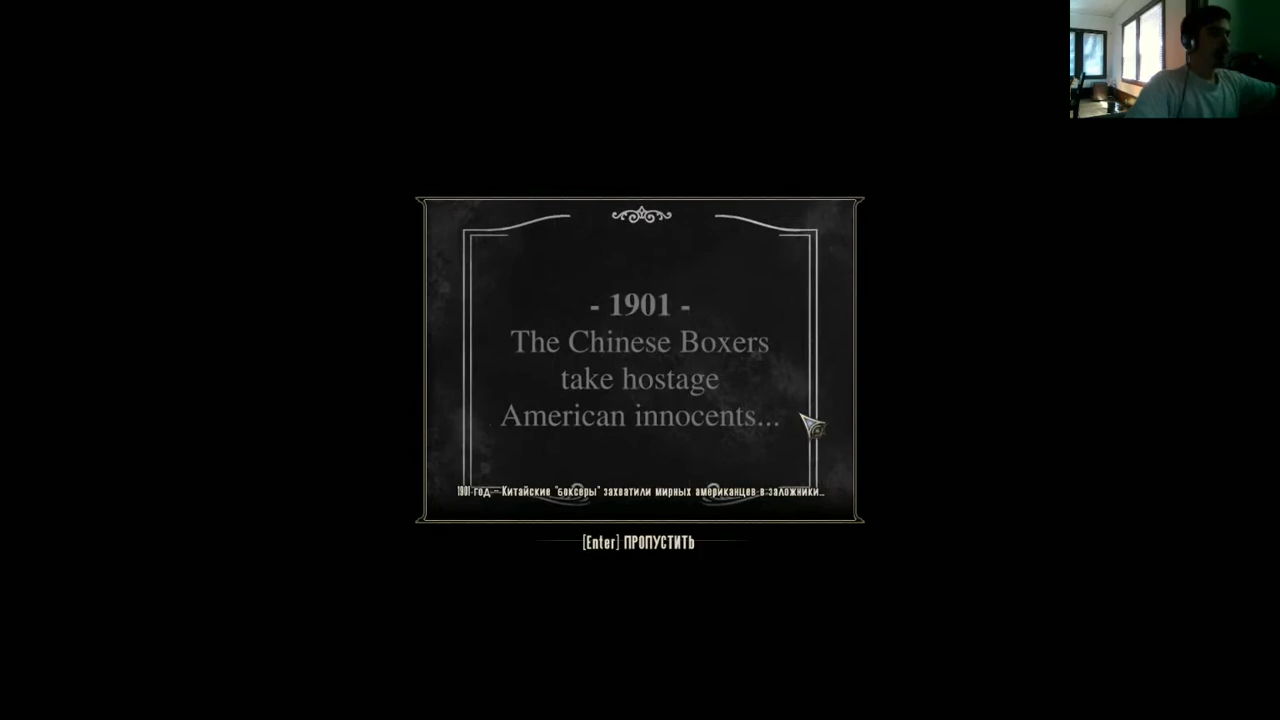 - 1901 -
The Chinese Boxers
take hostage
American innocents...
1901 год - Китайские "боксеры" захватили мирных американцев в заложники...
[Enter] ПРОПУСТИТЬ